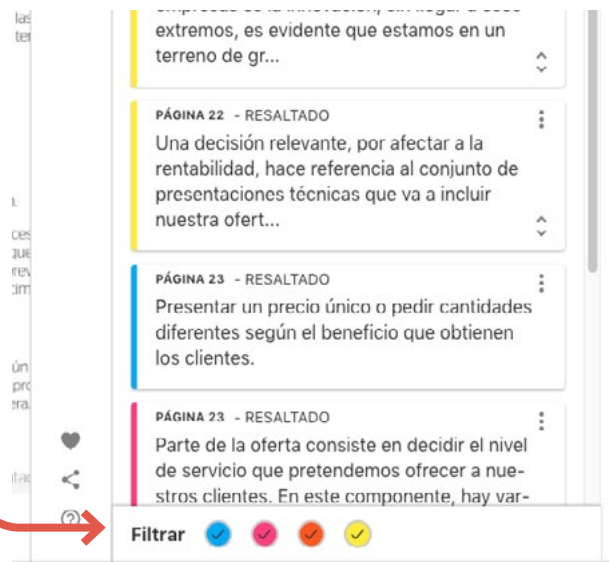 extremos, es evidente que estamos en un
terreno de gr...
PÁGINA 22 - RESALTADO
Una decisión relevante, por afectar a la
rentabilidad, hace referencia al conjunto de
presentaciones técnicas que va a incluir
nuestra ofert...
PÁGINA 23 - RESALTADO
Presentar un precio único o pedir cantidades
diferentes según el beneficio que obtienen
los clientes.
PÁGINA 23 - RESALTADO
Parte de la oferta consiste en decidir el nivel
de servicio que pretendemos ofrecer a nue-
stros clientes. En este componente, hay var-
Filtrar